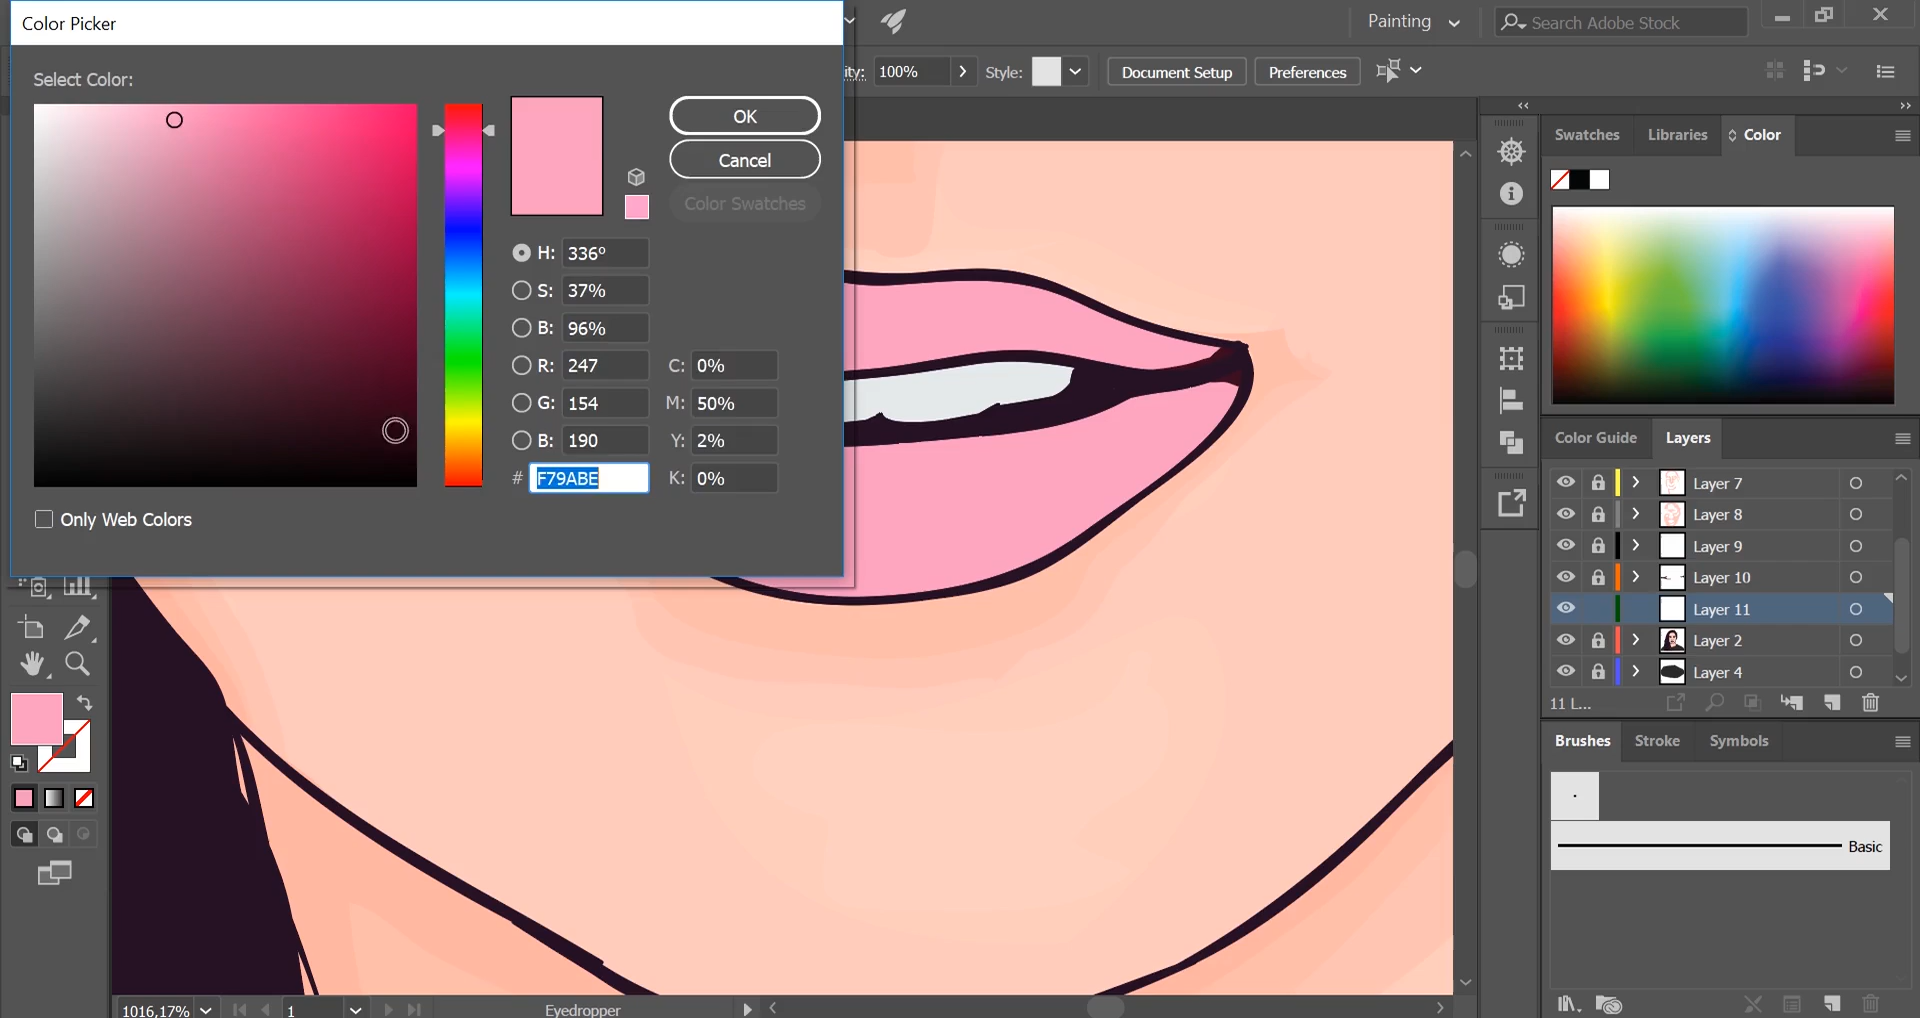 Color Picker
Painting
Search Adobe Stock
Select Color:
100%
Style:
Document Setup
Preferences
OK
Cancel
Color Swatches
Swatches
Libraries
Color
H: 336º
S: 37%
B: 96%
R: 247
C: 0%
G: 154
M: 50%
B: 190
Y: 2%
# F79ABE
K: 0%
Only Web Colors
Color Guide
Layers
Layer 7
Layer 8
Layer 9
Layer 10
Layer 11
Layer 2
Layer 4
11 L...
Brushes
Stroke
Symbols
Basic
1016,17%
1
Eyedropper